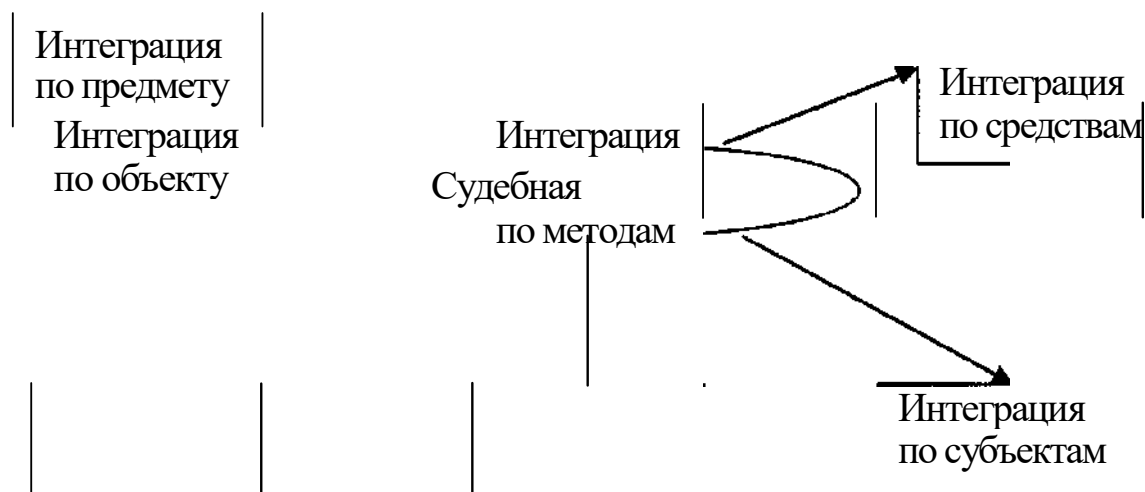 Интеграция
по предмету
Интеграция
по объекту
Интеграция
Судебная
по методам
Интеграция
по средствам
Интеграция
по субъектам